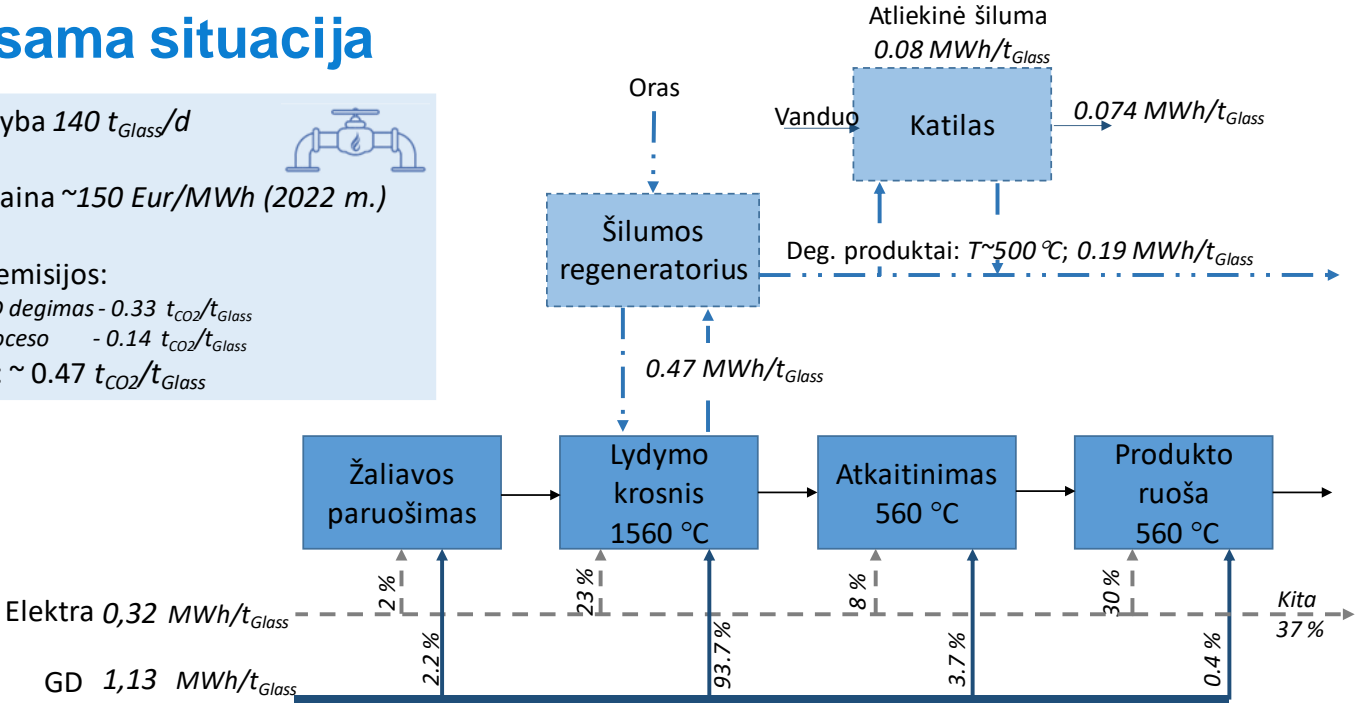 sama situacija
yba 140 tGlass/d
aina ~150 Eur/MWh (2022 m.)
emisijos:
degimas - 0.33 tCO2/tGlass
oceso - 0.14 tCO2/tGlass
: ~ 0.47 tCO2/tGlass
Atliekinė šiluma
0.08 MWh/tGlass
Oras
Vanduo
Katilas
0.074 MWh/tGlass
Šilumos
regeneratorius
Deg. produktai: T~500 °C; 0.19 MWh/tGlass
0.47 MWh/tGlass
Žaliavos
paruošimas
Lydymo
krosnis
1560 °C
Atkaitinimas
560 °C
Produkto
ruoša
560 °C
2 %
23 %
8 %
30 %
Elektra 0,32 MWh/tGlass
Kita
37 %
2.2 %
93.7 %
3.7 %
0.4 %
GD 1,13 MWh/tGlass